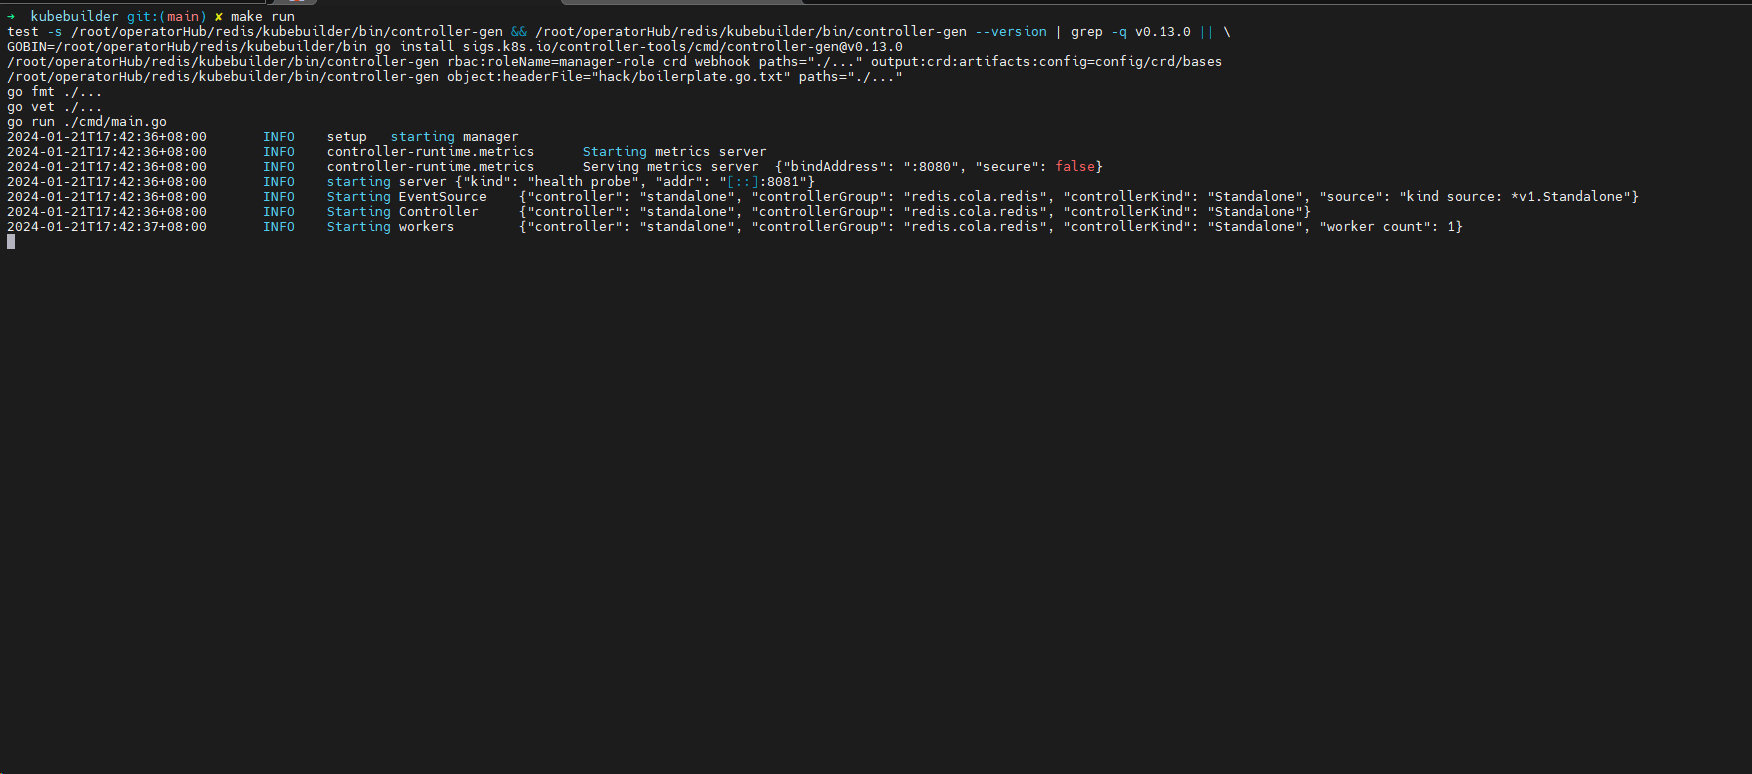 ➜  kubebuilder git:(main) ✘ make run
test -s /root/operatorHub/redis/kubebuilder/bin/controller-gen && /root/operatorHub/redis/kubebuilder/bin/controller-gen --version | grep -q v0.13.0 || \
GOBIN=/root/operatorHub/redis/kubebuilder/bin go install sigs.k8s.io/controller-tools/cmd/controller-gen@v0.13.0
/root/operatorHub/redis/kubebuilder/bin/controller-gen rbac:roleName=manager-role crd webhook paths="./..." output:crd:artifacts:config=config/crd/bases
/root/operatorHub/redis/kubebuilder/bin/controller-gen object:headerFile="hack/boilerplate.go.txt" paths="./..."
go fmt ./...
go vet ./...
go run ./cmd/main.go
2024-01-21T17:42:36+08:00       INFO    setup   starting manager
2024-01-21T17:42:36+08:00       INFO    controller-runtime.metrics      Starting metrics server
2024-01-21T17:42:36+08:00       INFO    controller-runtime.metrics      Serving metrics server  {"bindAddress": ":8080", "secure": false}
2024-01-21T17:42:36+08:00       INFO    starting server {"kind": "health probe", "addr": "[::]:8081"}
2024-01-21T17:42:36+08:00       INFO    Starting EventSource    {"controller": "standalone", "controllerGroup": "redis.cola.redis", "controllerKind": "Standalone", "source": "kind source: *v1.Standalone"}
2024-01-21T17:42:36+08:00       INFO    Starting Controller     {"controller": "standalone", "controllerGroup": "redis.cola.redis", "controllerKind": "Standalone"}
2024-01-21T17:42:37+08:00       INFO    Starting workers        {"controller": "standalone", "controllerGroup": "redis.cola.redis", "controllerKind": "Standalone", "worker count": 1}